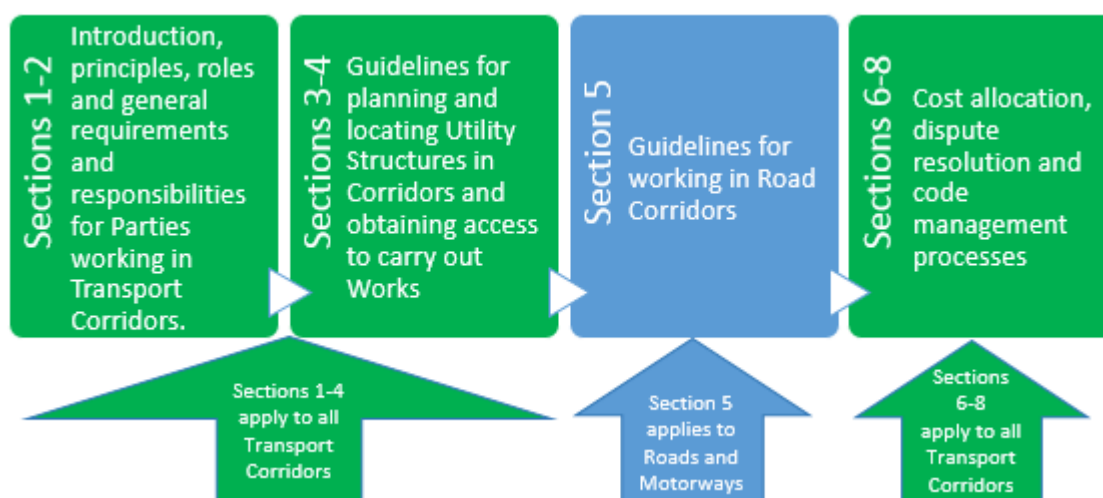 Sections 1-2
Introduction,
principles, roles
and general
requirements
and
responsibilities
for Parties
working in
Transport
Corridors.
Sections 3-4
Guidelines for
planning and
locating Utility
Structures in
Corridors and
obtaining access
to carry out
Works
Section 5
Guidelines for
working in Road
Corridors
Sections 6-8
Cost allocation,
dispute
resolution and
code
management
processes
Sections 1-4
apply to all
Transport
Corridors
Section 5
applies to
Roads and
Motorways
Sections
6-8
apply to all
Transport
Corridors